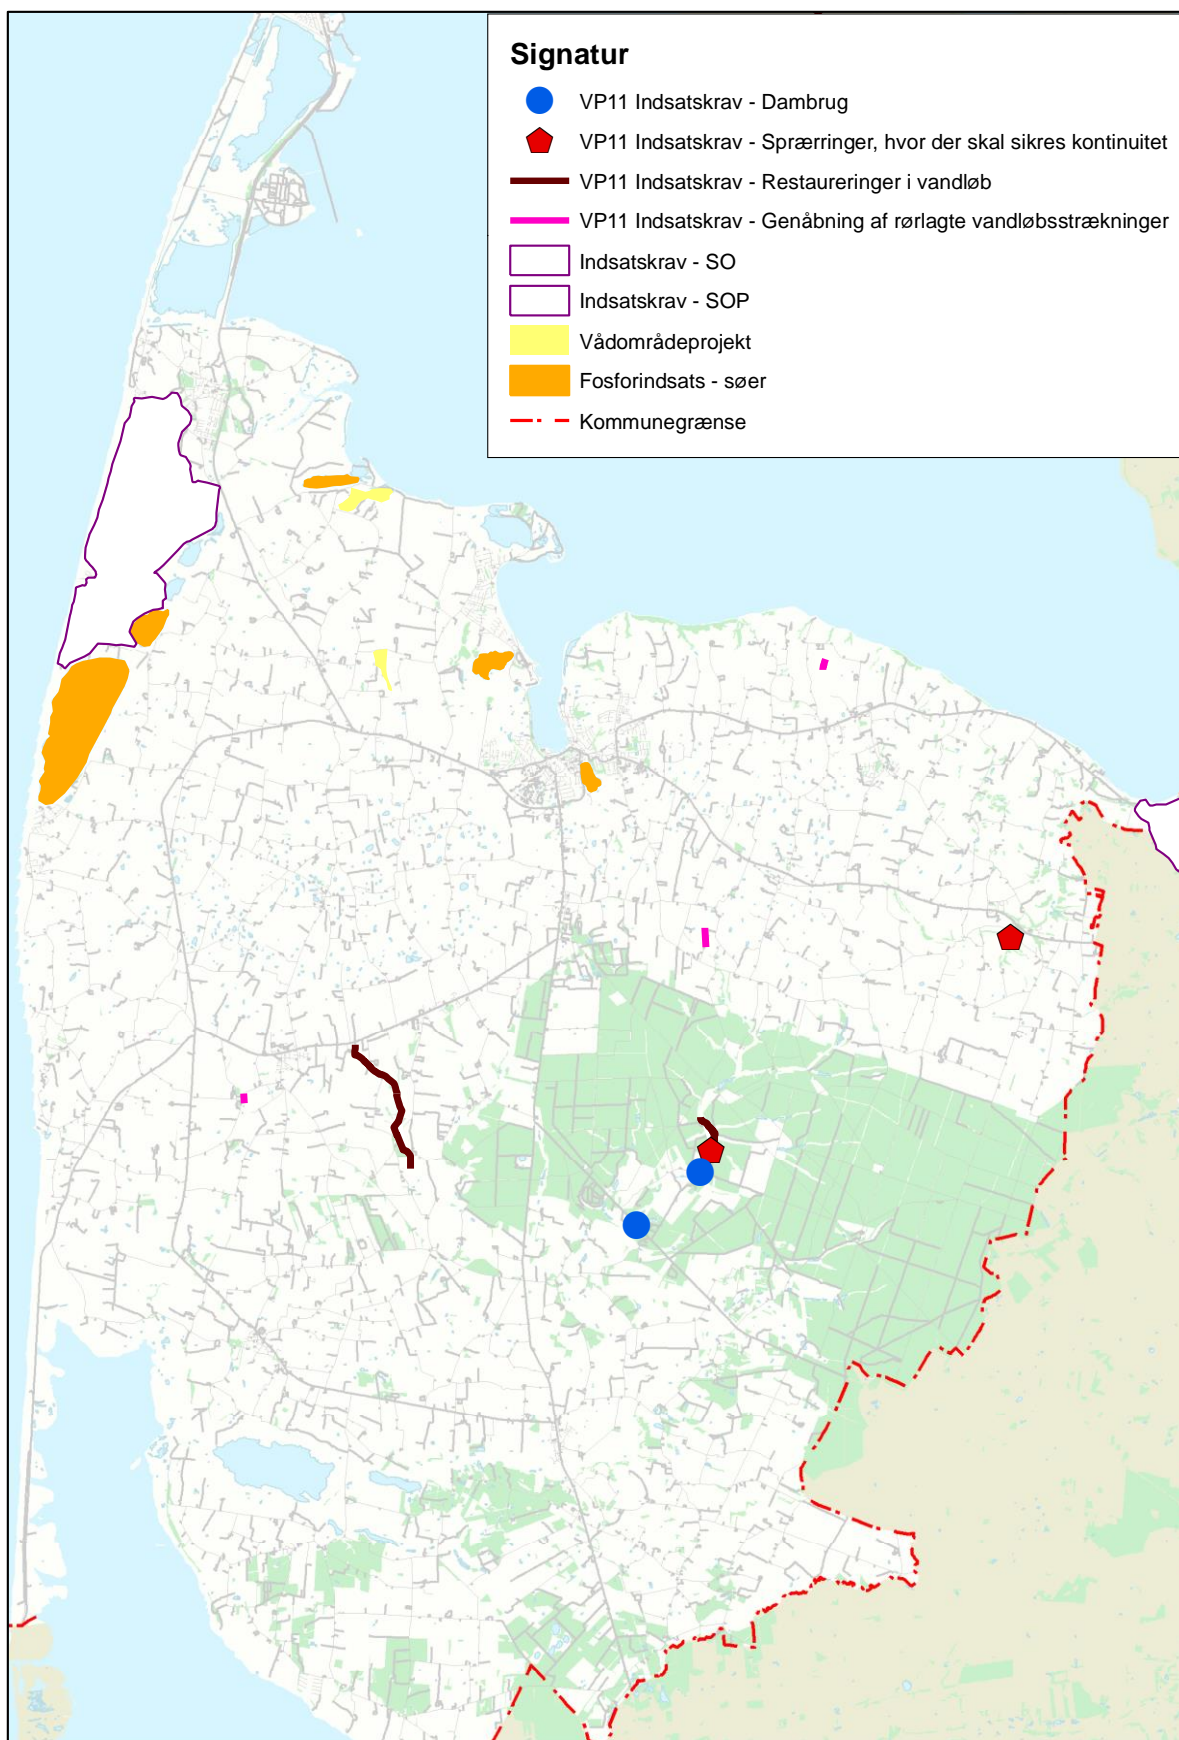 Signatur
VP11 Indsatskrav - Dambrug
VP11 Indsatskrav - Sprærringer, hvor der skal sikres kontinuitet
VP11 Indsatskrav - Restaureringer i vandløb
VP11 Indsatskrav - Genåbning af rørlagte vandløbsstrækninger
Indsatskrav - SO
Indsatskrav - SOP
Vådområdeprojekt
Fosforindsats - søer
Kommunegrænse